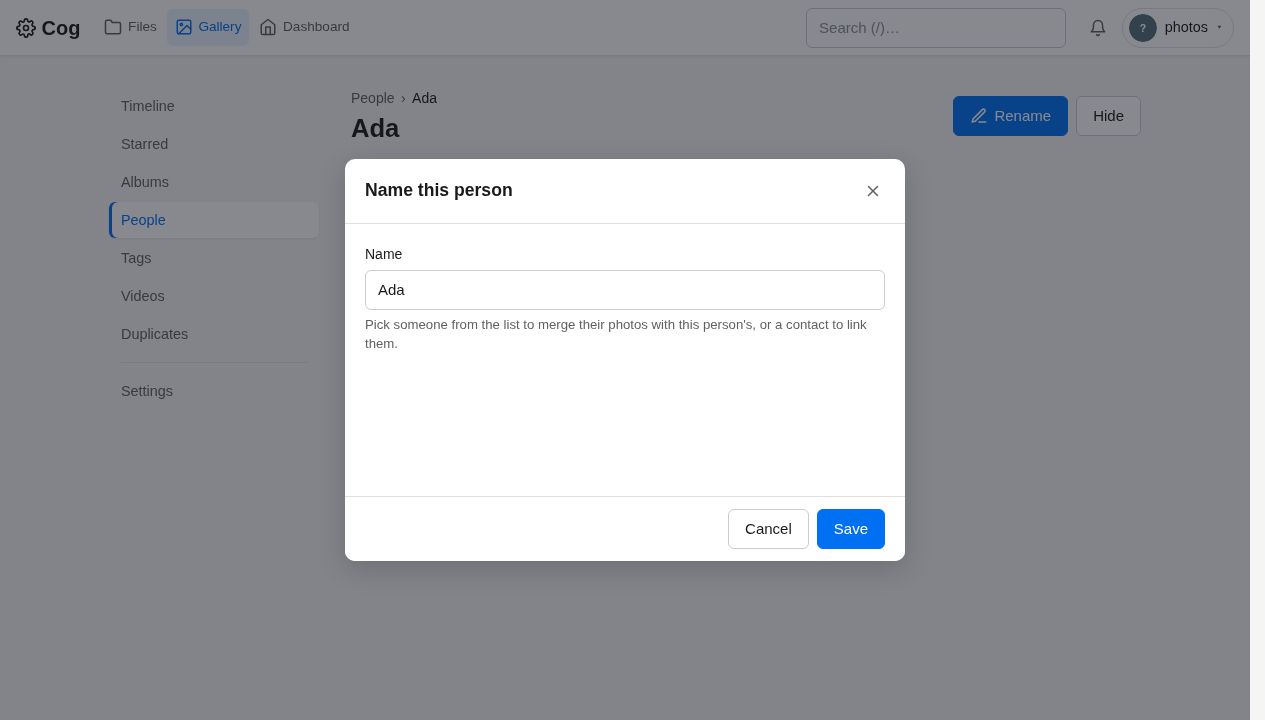 Cog
Files
Gallery
Dashboard
Search (/)…
?
photos
Timeline
Starred
Albums
People
Tags
Videos
Duplicates
Settings
People › Ada
Ada
Rename
Hide
Name this person
Name
Ada
Pick someone from the list to merge their photos with this person's, or a contact to link
them.
Cancel
Save